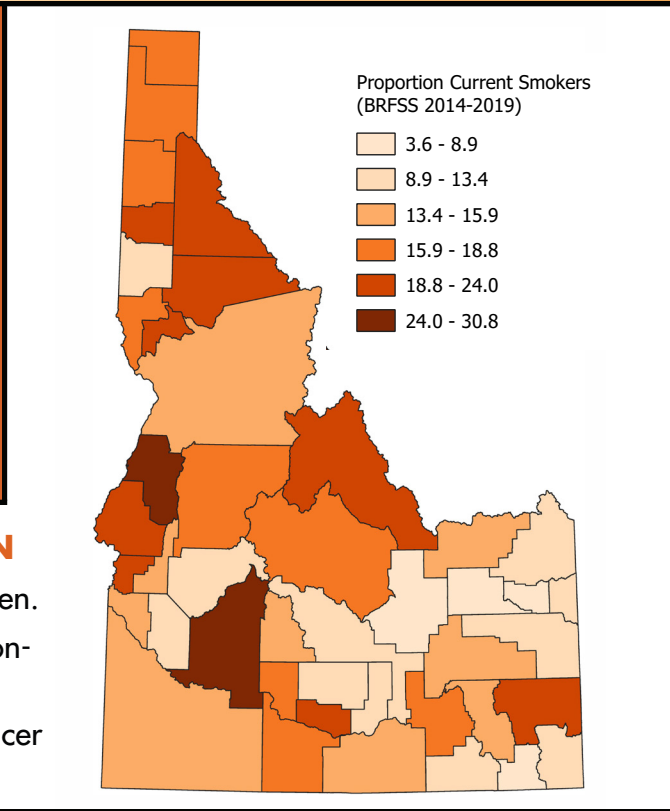 Proportion Current Smokers
(BRFSS 2014-2019)
3.6 - 8.9
8.9 - 13.4
13.4 - 15.9
15.9 - 18.8
18.8 - 24.0
24.0 - 30.8
N
en.
on-
cer